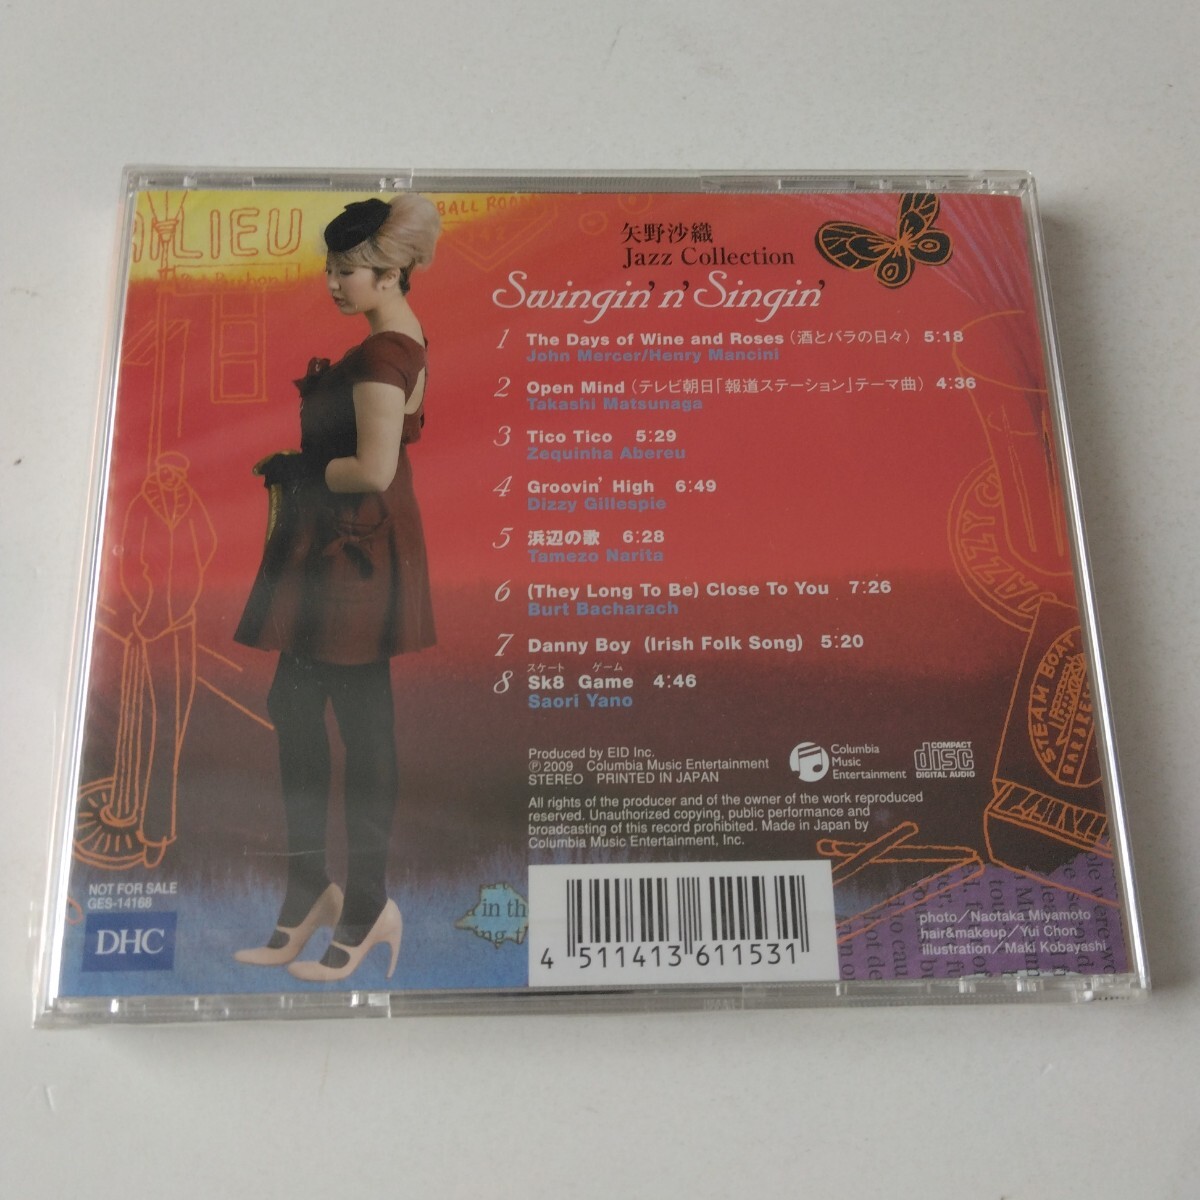 ALIEU
BALL ROOM
矢野沙織
Jazz Collection
Swingin' n' Singin'
1 The Days of Wine and Roses (酒とバラの日々) 5:18
John Mercer/Henry Mancini
2 Open Mind (テレビ朝日「報道ステーション」テーマ曲) 4:36
Takashi Matsunaga
3 Tico Tico 5:29
Zequinha Abereu
4 Groovin' High 6:49
Dizzy Gillespie
5 浜辺の歌 6:28
Tamezo Narita
6 (They Long To Be) Close To You 7:26
Burt Bacharach
7 Danny Boy (Irish Folk Song) 5:20
スケート ゲーム
8 Sk8 Game 4:46
Saori Yano
STEAM BOAT
Produced by EID Inc.
Ⓟ2009 Columbia Music Entertainment
STEREO PRINTED IN JAPAN
Columbia
Music
Entertainment
COMPACT
disc
DIGITAL AUDIO
All rights of the producer and of the owner of the work reproduced
reserved. Unauthorized copying, public performance and
broadcasting of this record prohibited. Made in Japan by
Columbia Music Entertainment, Inc.
NOT FOR SALE
GES-14168
DHC
in th
4 511413 611531
photo／Naotaka Miyamoto
hair&makeup／Yui Chon
illustration／Maki Kobayashi